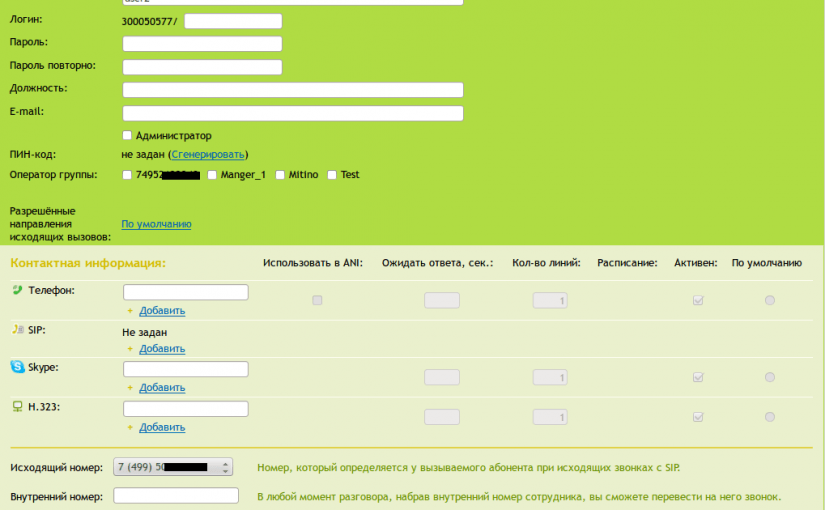 Логин: 300050577/
Пароль:
Пароль повторно:
Должность:
E-mail:
Администратор
ПИН-код: не задан (Сгенерировать)
Оператор группы: 74952 Manger_1 Mitino Test
Разрешённые
направления По умолчанию
исходящих вызовов:
Контактная информация: Использовать в ANI: Ожидать ответа, сек.: Кол-во линий: Расписание: Активен: По умолчанию
Телефон: 1
+ Добавить
SIP: Не задан
+ Добавить
Skype: 1
+ Добавить
H.323: 1
+ Добавить
Исходящий номер: 7 (499) 50 Номер, который определяется у вызываемого абонента при исходящих звонках с SIP.
Внутренний номер: В любой момент разговора, набрав внутренний номер сотрудника, вы сможете перевести на него звонок.